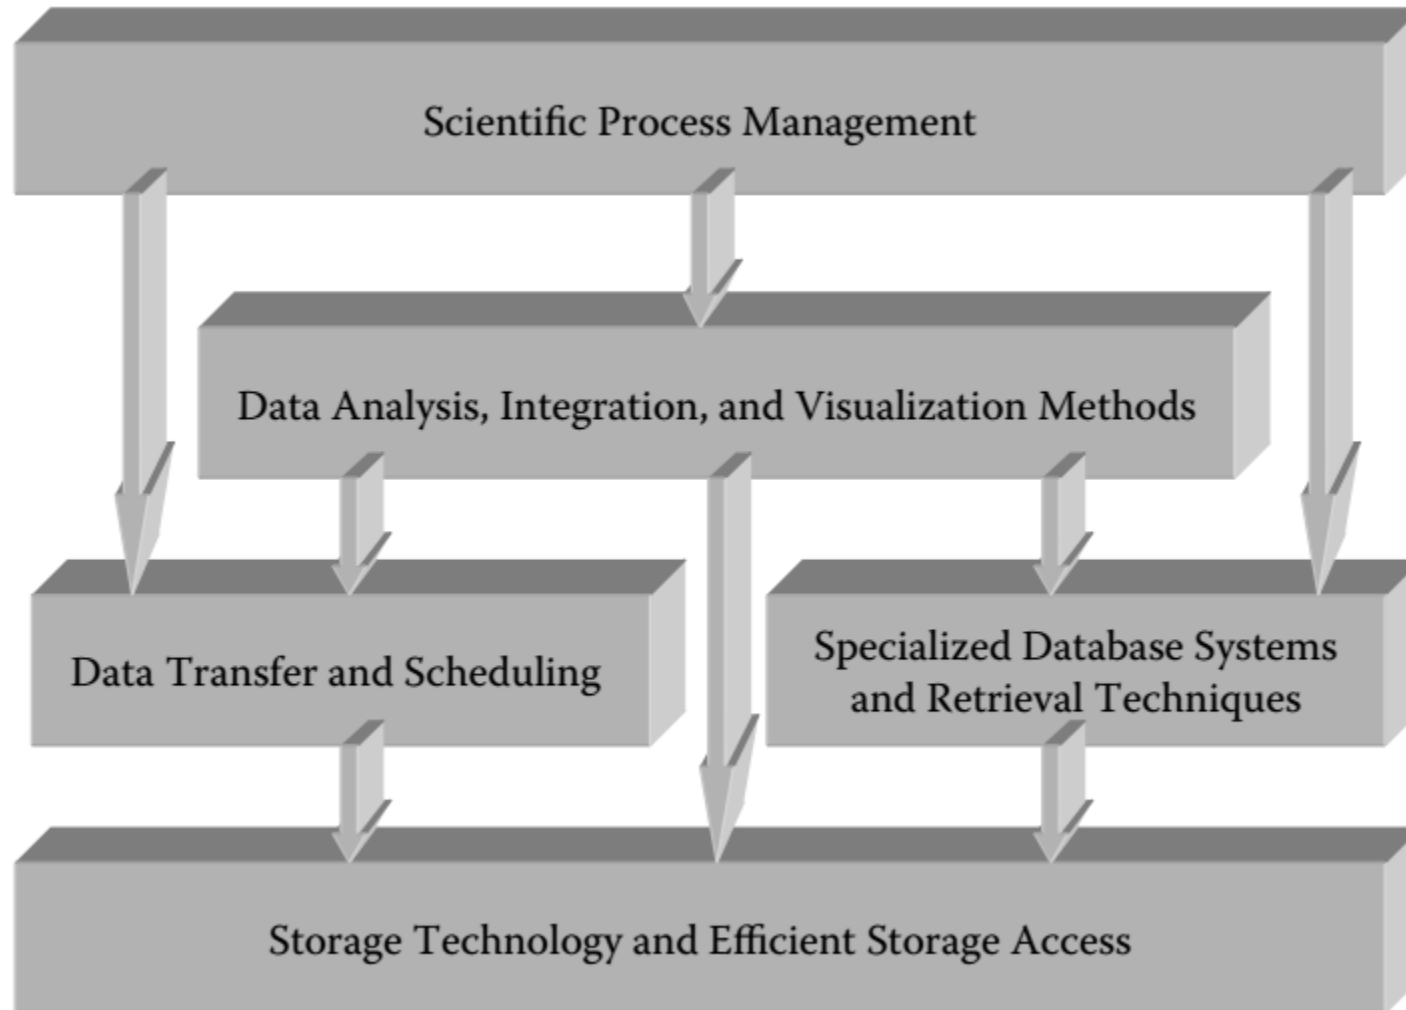 Scientific Process Management
Data Analysis, Integration, and Visualization Methods
Data Transfer and Scheduling
Specialized Database Systems
and Retrieval Techniques
Storage Technology and Efficient Storage Access